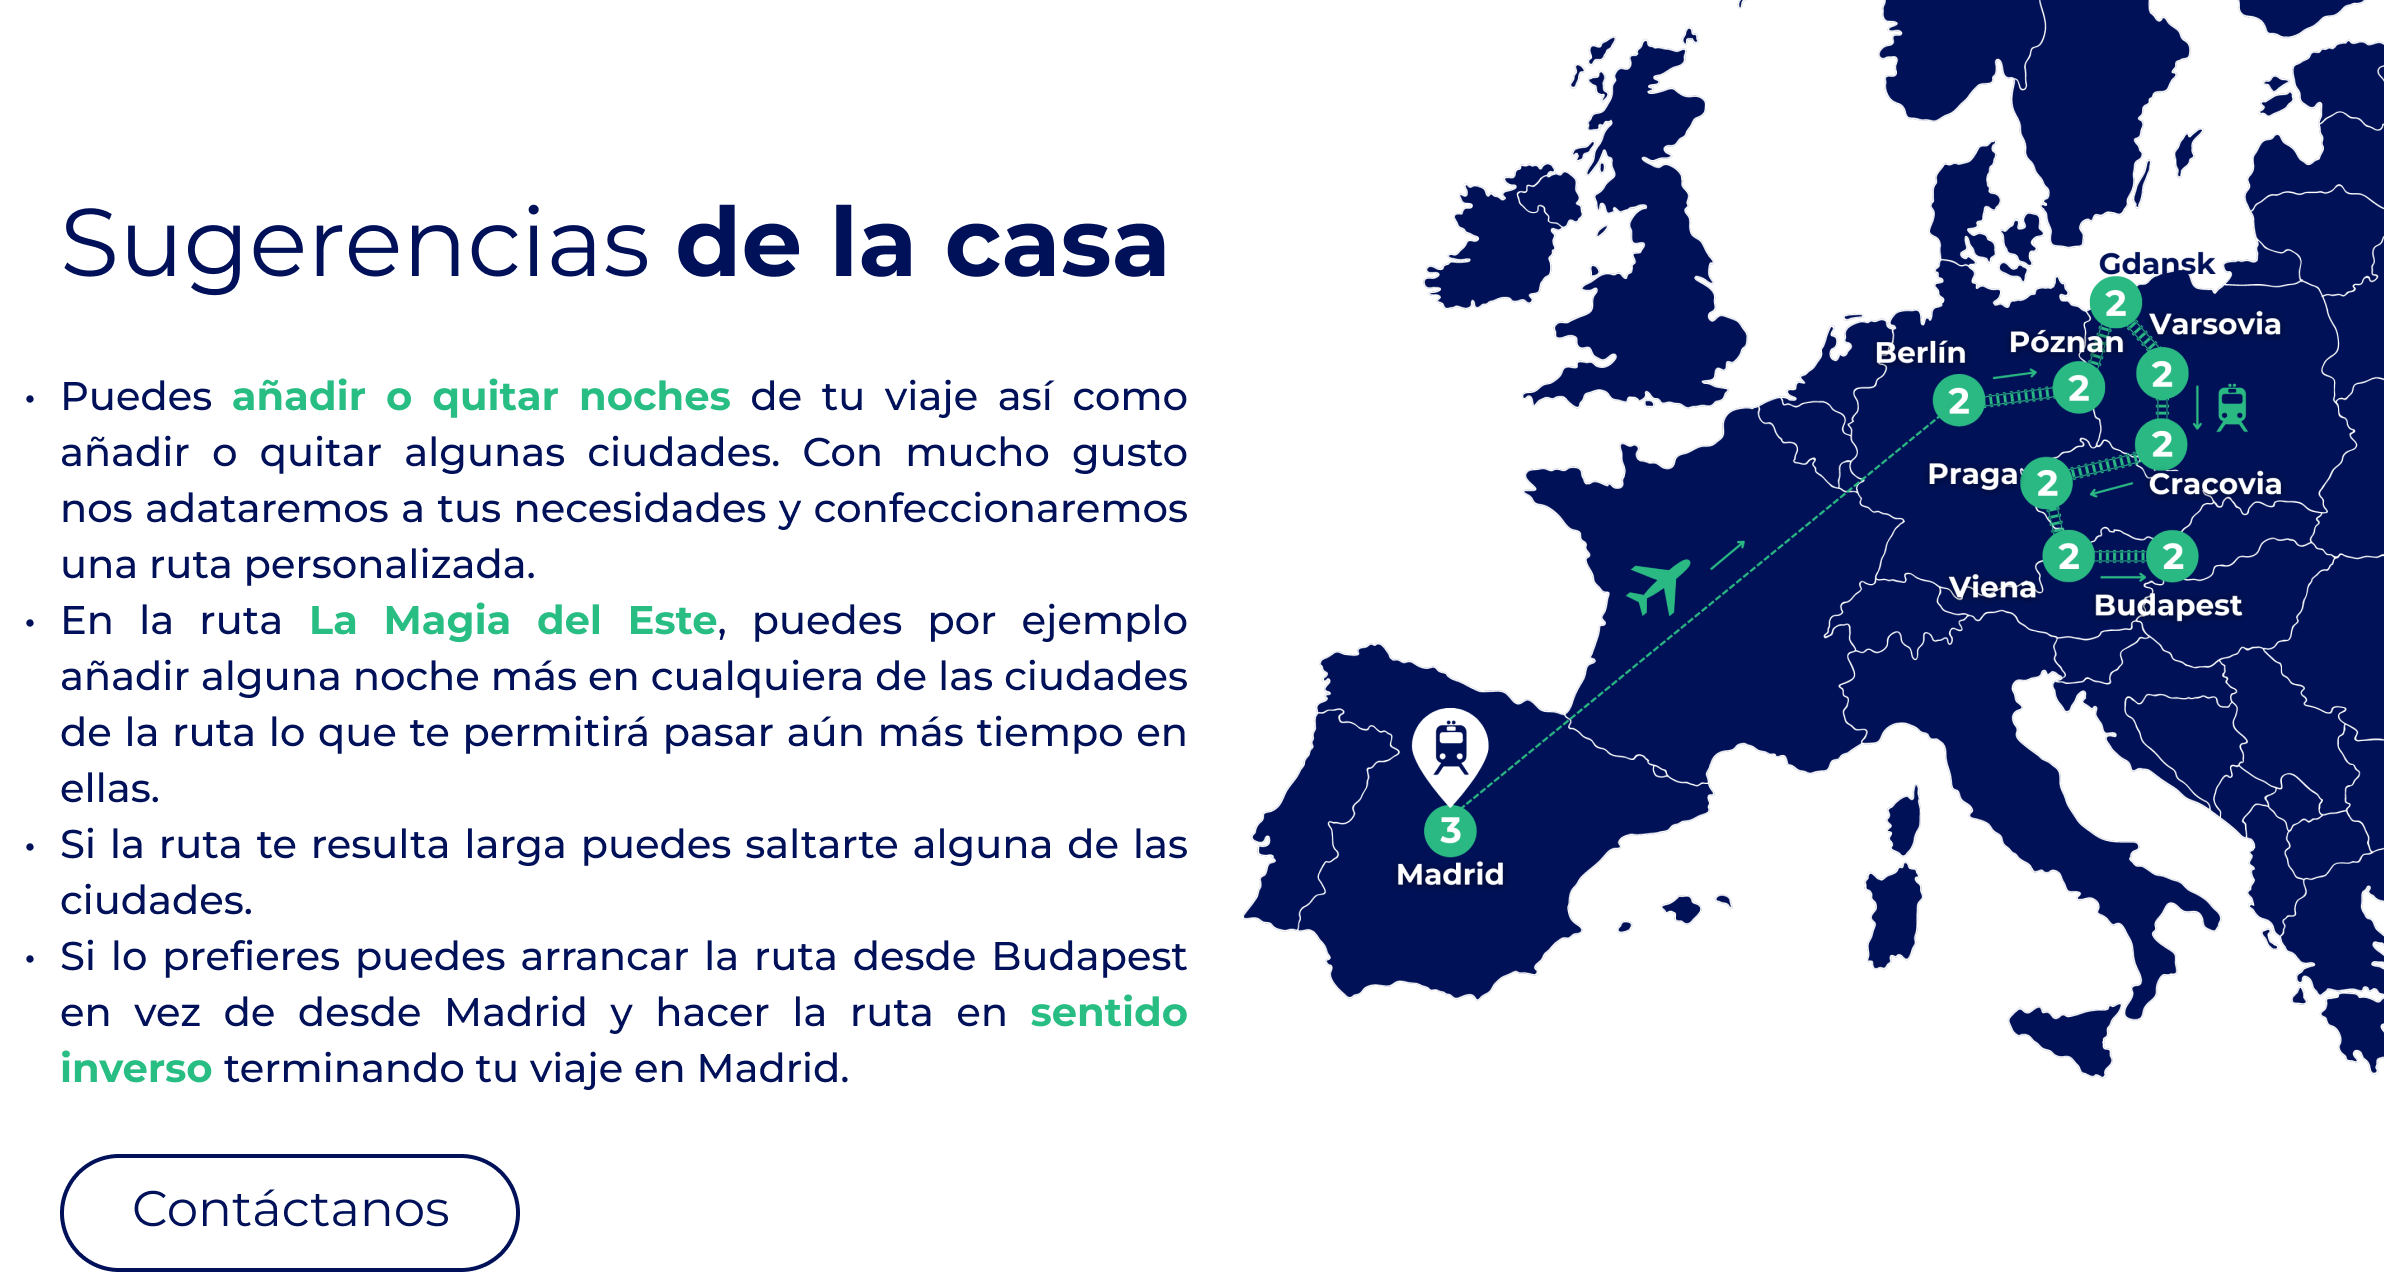 Sugerencias de la casa
• Puedes añadir o quitar noches de tu viaje así como
añadir o quitar algunas ciudades. Con mucho gusto
nos adataremos a tus necesidades y confeccionaremos
una ruta personalizada.
• En la ruta La Magia del Este, puedes por ejemplo
añadir alguna noche más en cualquiera de las ciudades
de la ruta lo que te permitirá pasar aún más tiempo en
ellas.
• Si la ruta te resulta larga puedes saltarte alguna de las
ciudades.
• Si lo prefieres puedes arrancar la ruta desde Budapest
en vez de desde Madrid y hacer la ruta en sentido
inverso terminando tu viaje en Madrid.
Contáctanos
Gdansk
2
Varsovia
Póznan
Berlín
2
2
2
2
Praga
2
Cracovia
2
2
Viena
Budapest
3
Madrid